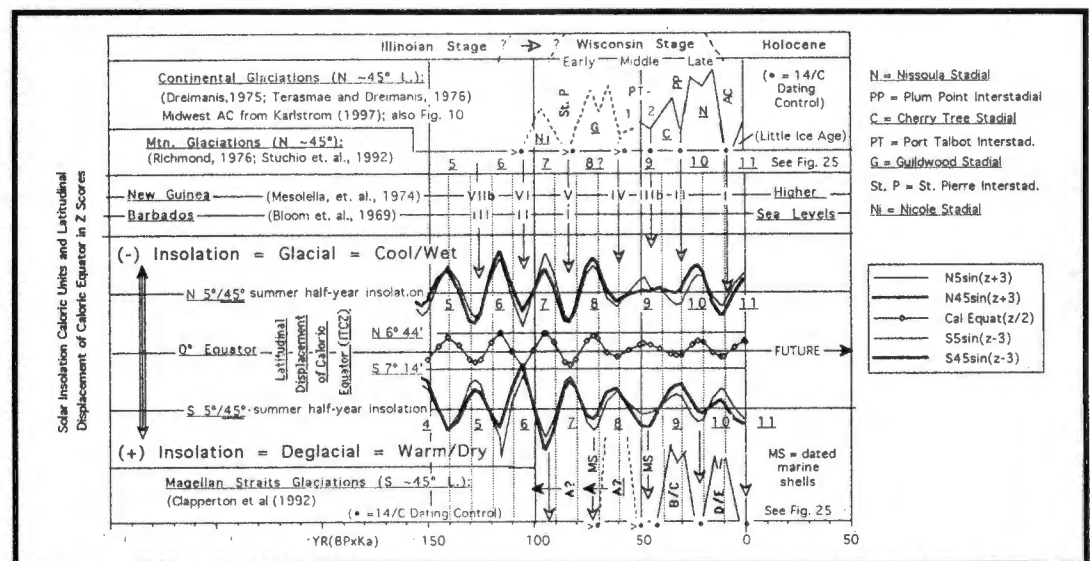 Illinoian Stage ? ? Wisconsin Stage Holocene
Early Middle Late
Continental Glaciations (N ~45° L.):
(Dreimanis,1975; Terasmae and Dreimanis, 1976)
Midwest AC from Karlstrom (1997); also Fig. 10
Mtn. Glaciations (N ~45°):
(Richmond, 1976; Stuchio et. al., 1992)
NI
St. P
G
PT-
1
2
C
PP
N
AC
(• = 14/C
Dating
Control)
(Little Ice Age)
5 6 7 8? 9 10 11 See Fig. 25
New Guinea (Mesolella, et. al., 1974)
Barbados (Bloom et. al., 1969)
VIIb VI V IV IIIb II Higher
III Sea Levels
(-) Insolation = Glacial = Cool/Wet
N 5°/45° summer half-year insolation
5 6 7 8 9 10 11
N 6° 44'
0° Equator
Latitudinal
Displacement
of Caloric
Equator (ITCZ)
FUTURE
S 7° 14'
S 5°/45° summer half-year insolation
4 5 6 7 8 9 10 11
(+) Insolation = Deglacial = Warm/Dry
Magellan Straits Glaciations (S ~45° L.):
(Clapperton et al (1992)
(• =14/C Dating Control)
A?
MS
A?
MS
B/C
D/E
MS = dated
marine
shells
See Fig. 25
YR(BPxKa) 150 100 50 0 50
Solar Insolation Caloric Units and Latitudinal
Displacement of Caloric Equator in Z Scores
N = Nissoula Stadial
PP = Plum Point Interstadial
C = Cherry Tree Stadial
PT = Port Talbot Interstad.
G = Guildwood Stadial
St. P = St. Pierre Interstad.
Ni = Nicole Stadial
N5sin(z+3)
N45sin(z+3)
Cal Equat(z/2)
S5sin(z-3)
S45sin(z-3)